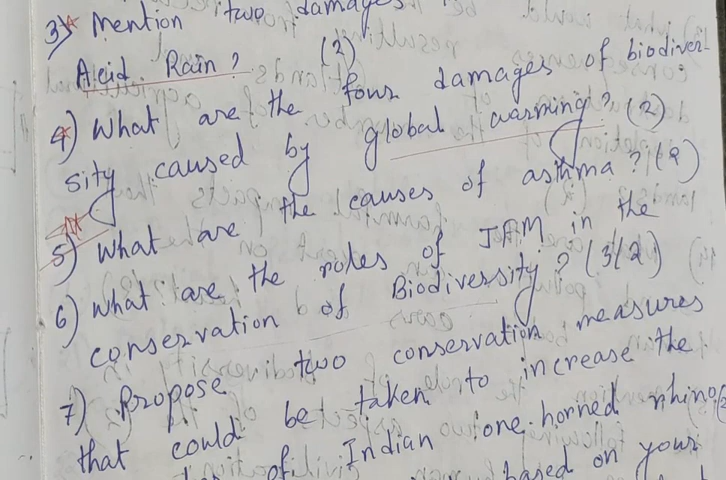 3) Mention two damages
Acid Rain? (2)
4) What are the four damages of biodiver-
sity caused by global warming? (2)
5) What are the causes of asthma? (2)
6) What are the roles of JFM in the
conservation of Biodiversity? (3/2)
7) Propose two conservation measures
that could be taken to increase the
of Indian one-horned rhino (2
based on your